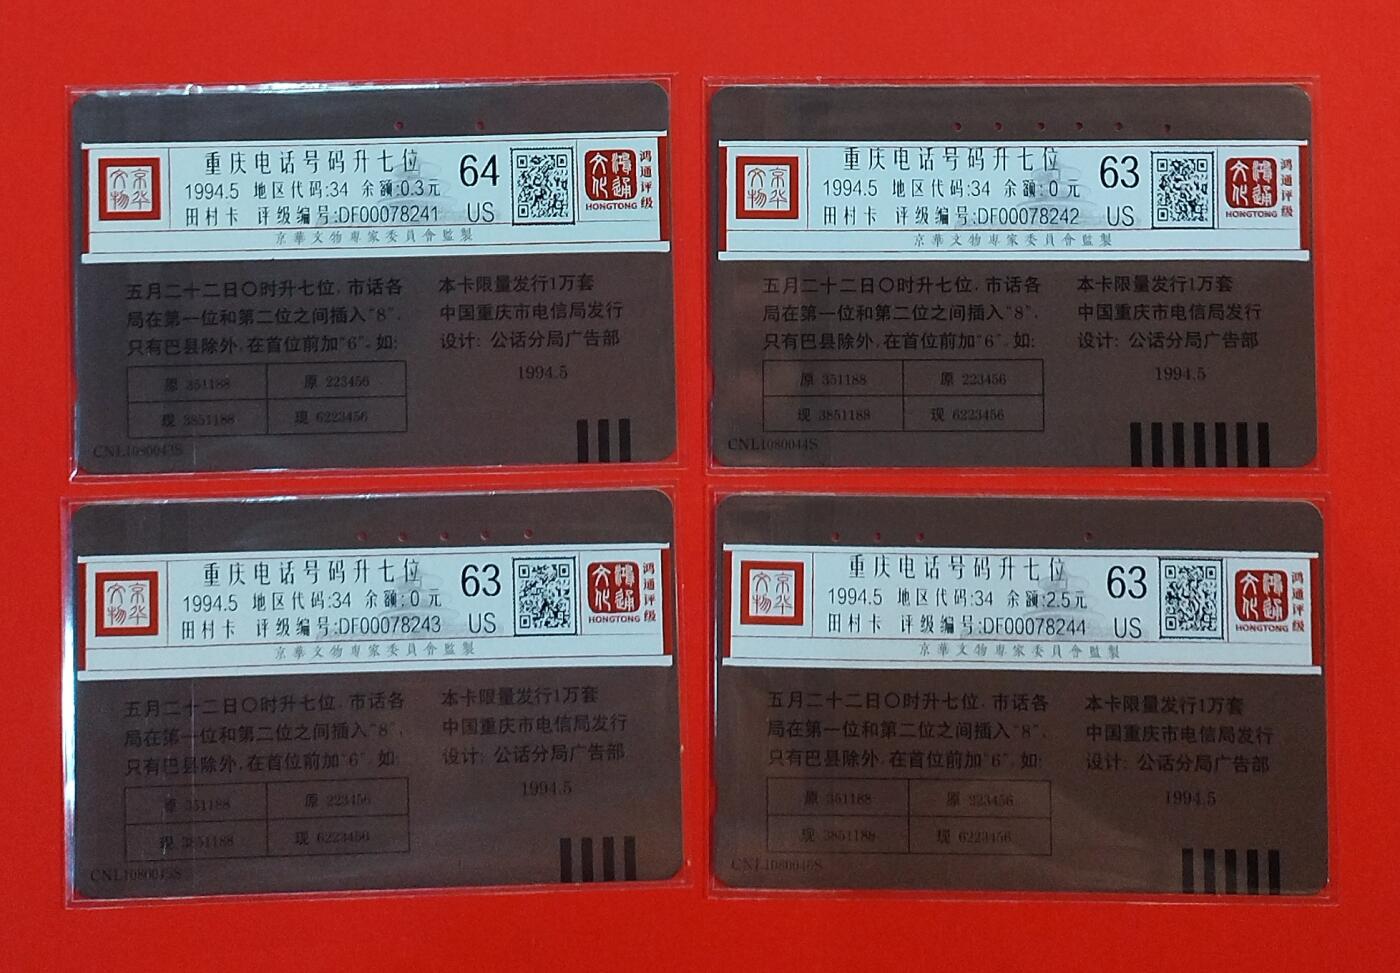 京华文物
重庆电话号码升七位
1994.5 地区代码:34 余额:0.3元
田村卡 评级编号:DF00078241
64
US
鸿通文化
HONGTONG
鸿通评级
京華文物專家委員會監製
五月二十二日〇时升七位，市话各
局在第一位和第二位之间插入“8”，
只有巴县除外，在首位前加“6”。如:
原 351188 原 223456
现 3851188 现 6223456
CNL1080043S
本卡限量发行1万套
中国重庆市电信局发行
设计: 公话分局广告部
1994.5
京华文物
重庆电话号码升七位
1994.5 地区代码:34 余额:0元
田村卡 评级编号:DF00078242
63
US
鸿通文化
HONGTONG
鸿通评级
京華文物專家委員會監製
五月二十二日〇时升七位，市话各
局在第一位和第二位之间插入“8”，
只有巴县除外，在首位前加“6”。如:
原 351188 原 223456
现 3851188 现 6223456
CNL1080044S
本卡限量发行1万套
中国重庆市电信局发行
设计: 公话分局广告部
1994.5
京华文物
重庆电话号码升七位
1994.5 地区代码:34 余额:0元
田村卡 评级编号:DF00078243
63
US
鸿通文化
HONGTONG
鸿通评级
京華文物專家委員會監製
五月二十二日〇时升七位，市话各
局在第一位和第二位之间插入“8”，
只有巴县除外，在首位前加“6”。如:
原 351188 原 223456
现 3851188 现 6223456
CNL1080045S
本卡限量发行1万套
中国重庆市电信局发行
设计: 公话分局广告部
1994.5
京华文物
重庆电话号码升七位
1994.5 地区代码:34 余额:2.5元
田村卡 评级编号:DF00078244
63
US
鸿通文化
HONGTONG
鸿通评级
京華文物專家委員會監製
五月二十二日〇时升七位，市话各
局在第一位和第二位之间插入“8”，
只有巴县除外，在首位前加“6”。如:
原 351188 原 223456
现 3851188 现 6223456
CNL1080046S
本卡限量发行1万套
中国重庆市电信局发行
设计: 公话分局广告部
1994.5